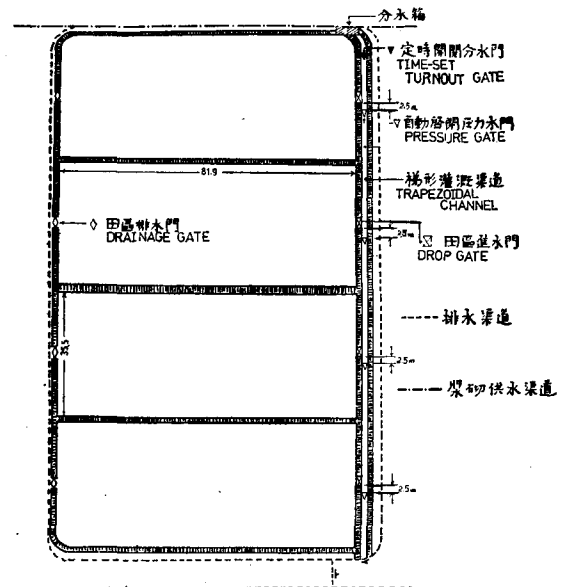 分水箱
▼ 定時開閉分水門
TIME-SET
TURNOUT GATE
2.5m
▽自動啓閉压力水門
PRESSURE GATE
81.9
梯形灌溉渠道
TRAPEZOIDAL
CHANNEL
◇ 田區排水門
DRAINAGE GATE
2.5m
田區進水門
DROP GATE
35.5
排水渠道
2.5m
漿砌供水渠道
2.5m